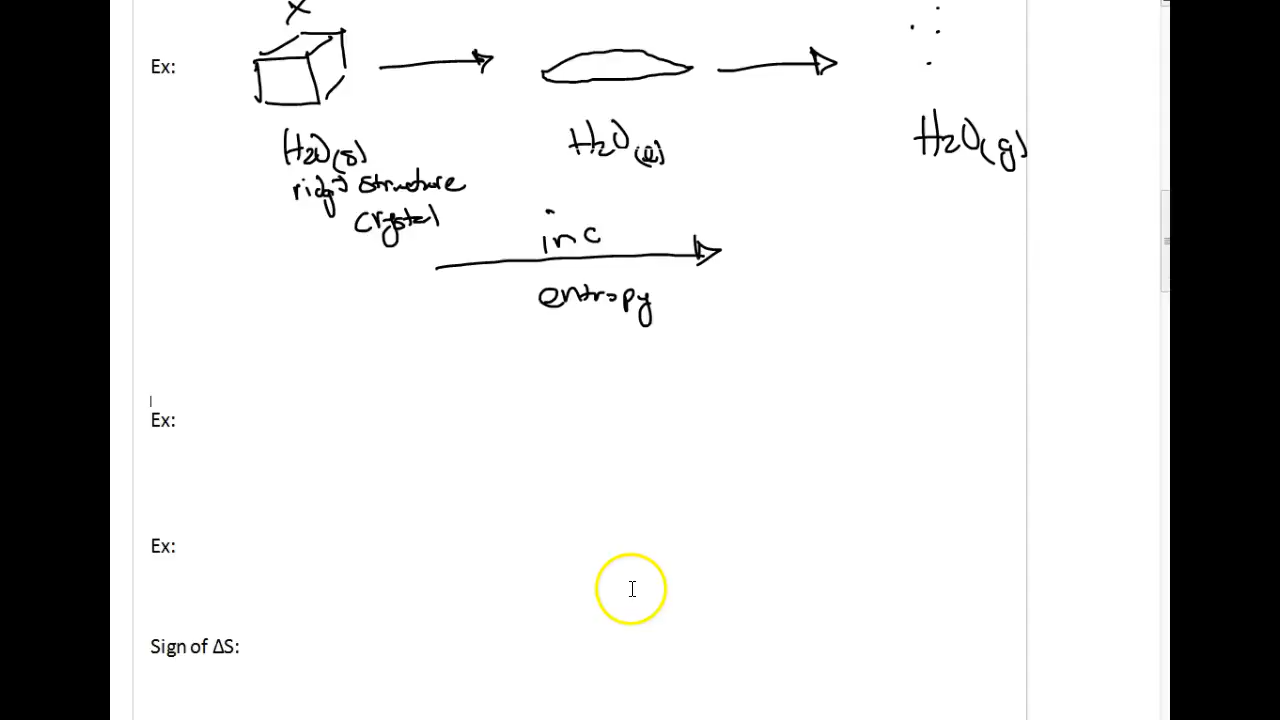 X
Ex:
H2O(s) H2O(l) H2O(g)
rigid structure
crystal
inc
entropy
Ex:
Ex:
Sign of ΔS: